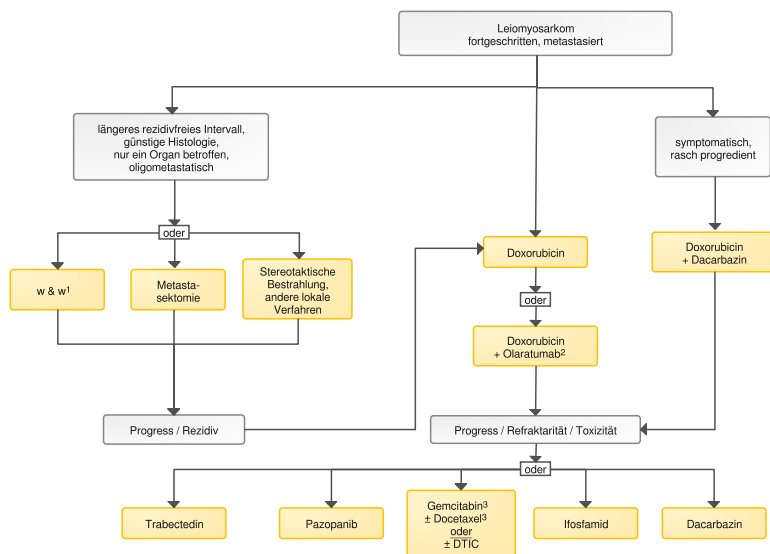 Leiomyosarkom
fortgeschritten, metastasiert
längeres rezidivfreies Intervall,
günstige Histologie,
nur ein Organ betroffen,
oligometastatisch
symptomatisch,
rasch progredient
oder
w & w¹
Metasta-
sektomie
Stereotaktische
Bestrahlung,
andere lokale
Verfahren
Doxorubicin
oder
Doxorubicin
+ Olaratumab²
Doxorubicin
+ Dacarbazin
Progress / Rezidiv
Progress / Refraktarität / Toxizität
oder
Trabectedin
Pazopanib
Gemcitabin³
± Docetaxel³
oder
± DTIC
Ifosfamid
Dacarbazin